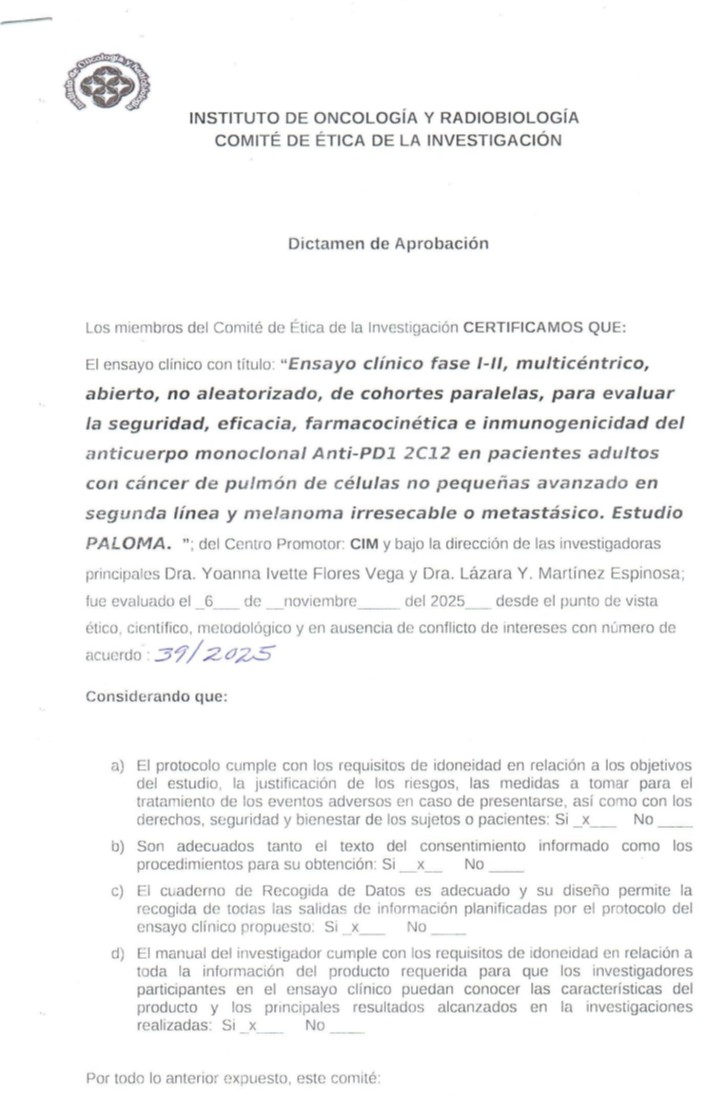 Instituto de Oncología y Radiobiología
INSTITUTO DE ONCOLOGÍA Y RADIOBIOLOGÍA
COMITÉ DE ÉTICA DE LA INVESTIGACIÓN
Dictamen de Aprobación
Los miembros del Comité de Ética de la Investigación CERTIFICAMOS QUE:
El ensayo clínico con título: “Ensayo clínico fase I-II, multicéntrico,
abierto, no aleatorizado, de cohortes paralelas, para evaluar
la seguridad, eficacia, farmacocinética e inmunogenicidad del
anticuerpo monoclonal Anti-PD1 2C12 en pacientes adultos
con cáncer de pulmón de células no pequeñas avanzado en
segunda línea y melanoma irresecable o metastásico. Estudio
PALOMA. ”; del Centro Promotor: CIM y bajo la dirección de las investigadoras
principales Dra. Yoanna Ivette Flores Vega y Dra. Lázara Y. Martínez Espinosa;
fue evaluado el _6___ de __noviembre_____ del 2025___ desde el punto de vista
ético, científico, metodológico y en ausencia de conflicto de intereses con número de
acuerdo : 39/2025
Considerando que:
a) El protocolo cumple con los requisitos de idoneidad en relación a los objetivos
del estudio, la justificación de los riesgos, las medidas a tomar para el
tratamiento de los eventos adversos en caso de presentarse, así como con los
derechos, seguridad y bienestar de los sujetos o pacientes: Si _x___ No ____
b) Son adecuados tanto el texto del consentimiento informado como los
procedimientos para su obtención: Si __x__ No ____
c) El cuaderno de Recogida de Datos es adecuado y su diseño permite la
recogida de todas las salidas de información planificadas por el protocolo del
ensayo clínico propuesto: Si _x___ No ____
d) El manual del investigador cumple con los requisitos de idoneidad en relación a
toda la información del producto requerida para que los investigadores
participantes en el ensayo clínico puedan conocer las características del
producto y los principales resultados alcanzados en la investigaciones
realizadas: Si _x___ No ____
Por todo lo anterior expuesto, este comité: